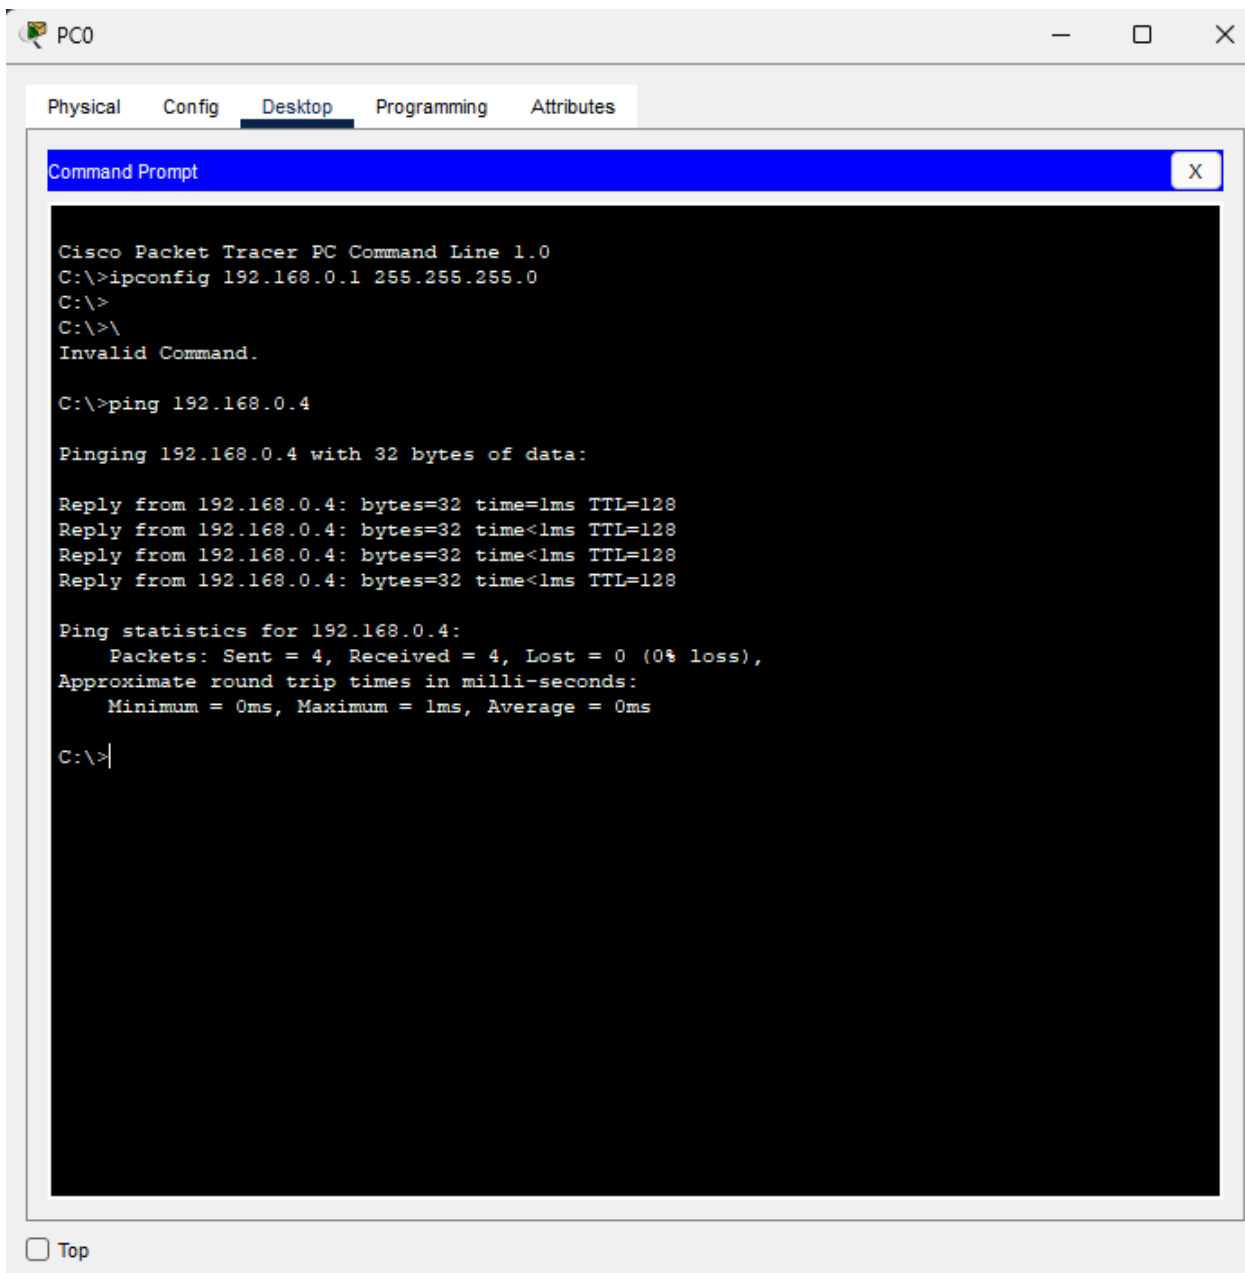 PC0
Physical Config Desktop Programming Attributes
Command Prompt
X
Cisco Packet Tracer PC Command Line 1.0
C:\>ipconfig 192.168.0.1 255.255.255.0
C:\>
C:\>\
Invalid Command.
C:\>ping 192.168.0.4
Pinging 192.168.0.4 with 32 bytes of data:
Reply from 192.168.0.4: bytes=32 time=1ms TTL=128
Reply from 192.168.0.4: bytes=32 time<1ms TTL=128
Reply from 192.168.0.4: bytes=32 time<1ms TTL=128
Reply from 192.168.0.4: bytes=32 time<1ms TTL=128
Ping statistics for 192.168.0.4:
Packets: Sent = 4, Received = 4, Lost = 0 (0% loss),
Approximate round trip times in milli-seconds:
Minimum = 0ms, Maximum = 1ms, Average = 0ms
C:\>
Top